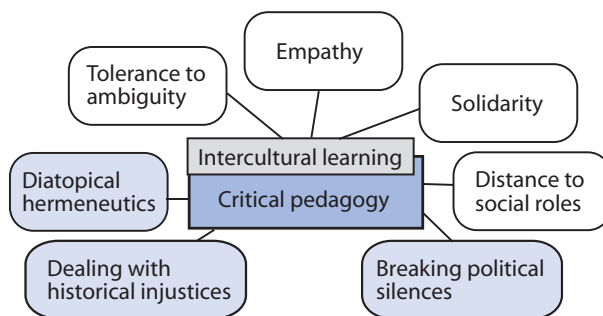 Empathy
Tolerance to
ambiguity
Solidarity
Intercultural learning
Diatopical
hermeneutics
Critical pedagogy
Distance to
social roles
Dealing with
historical injustices
Breaking political
silences